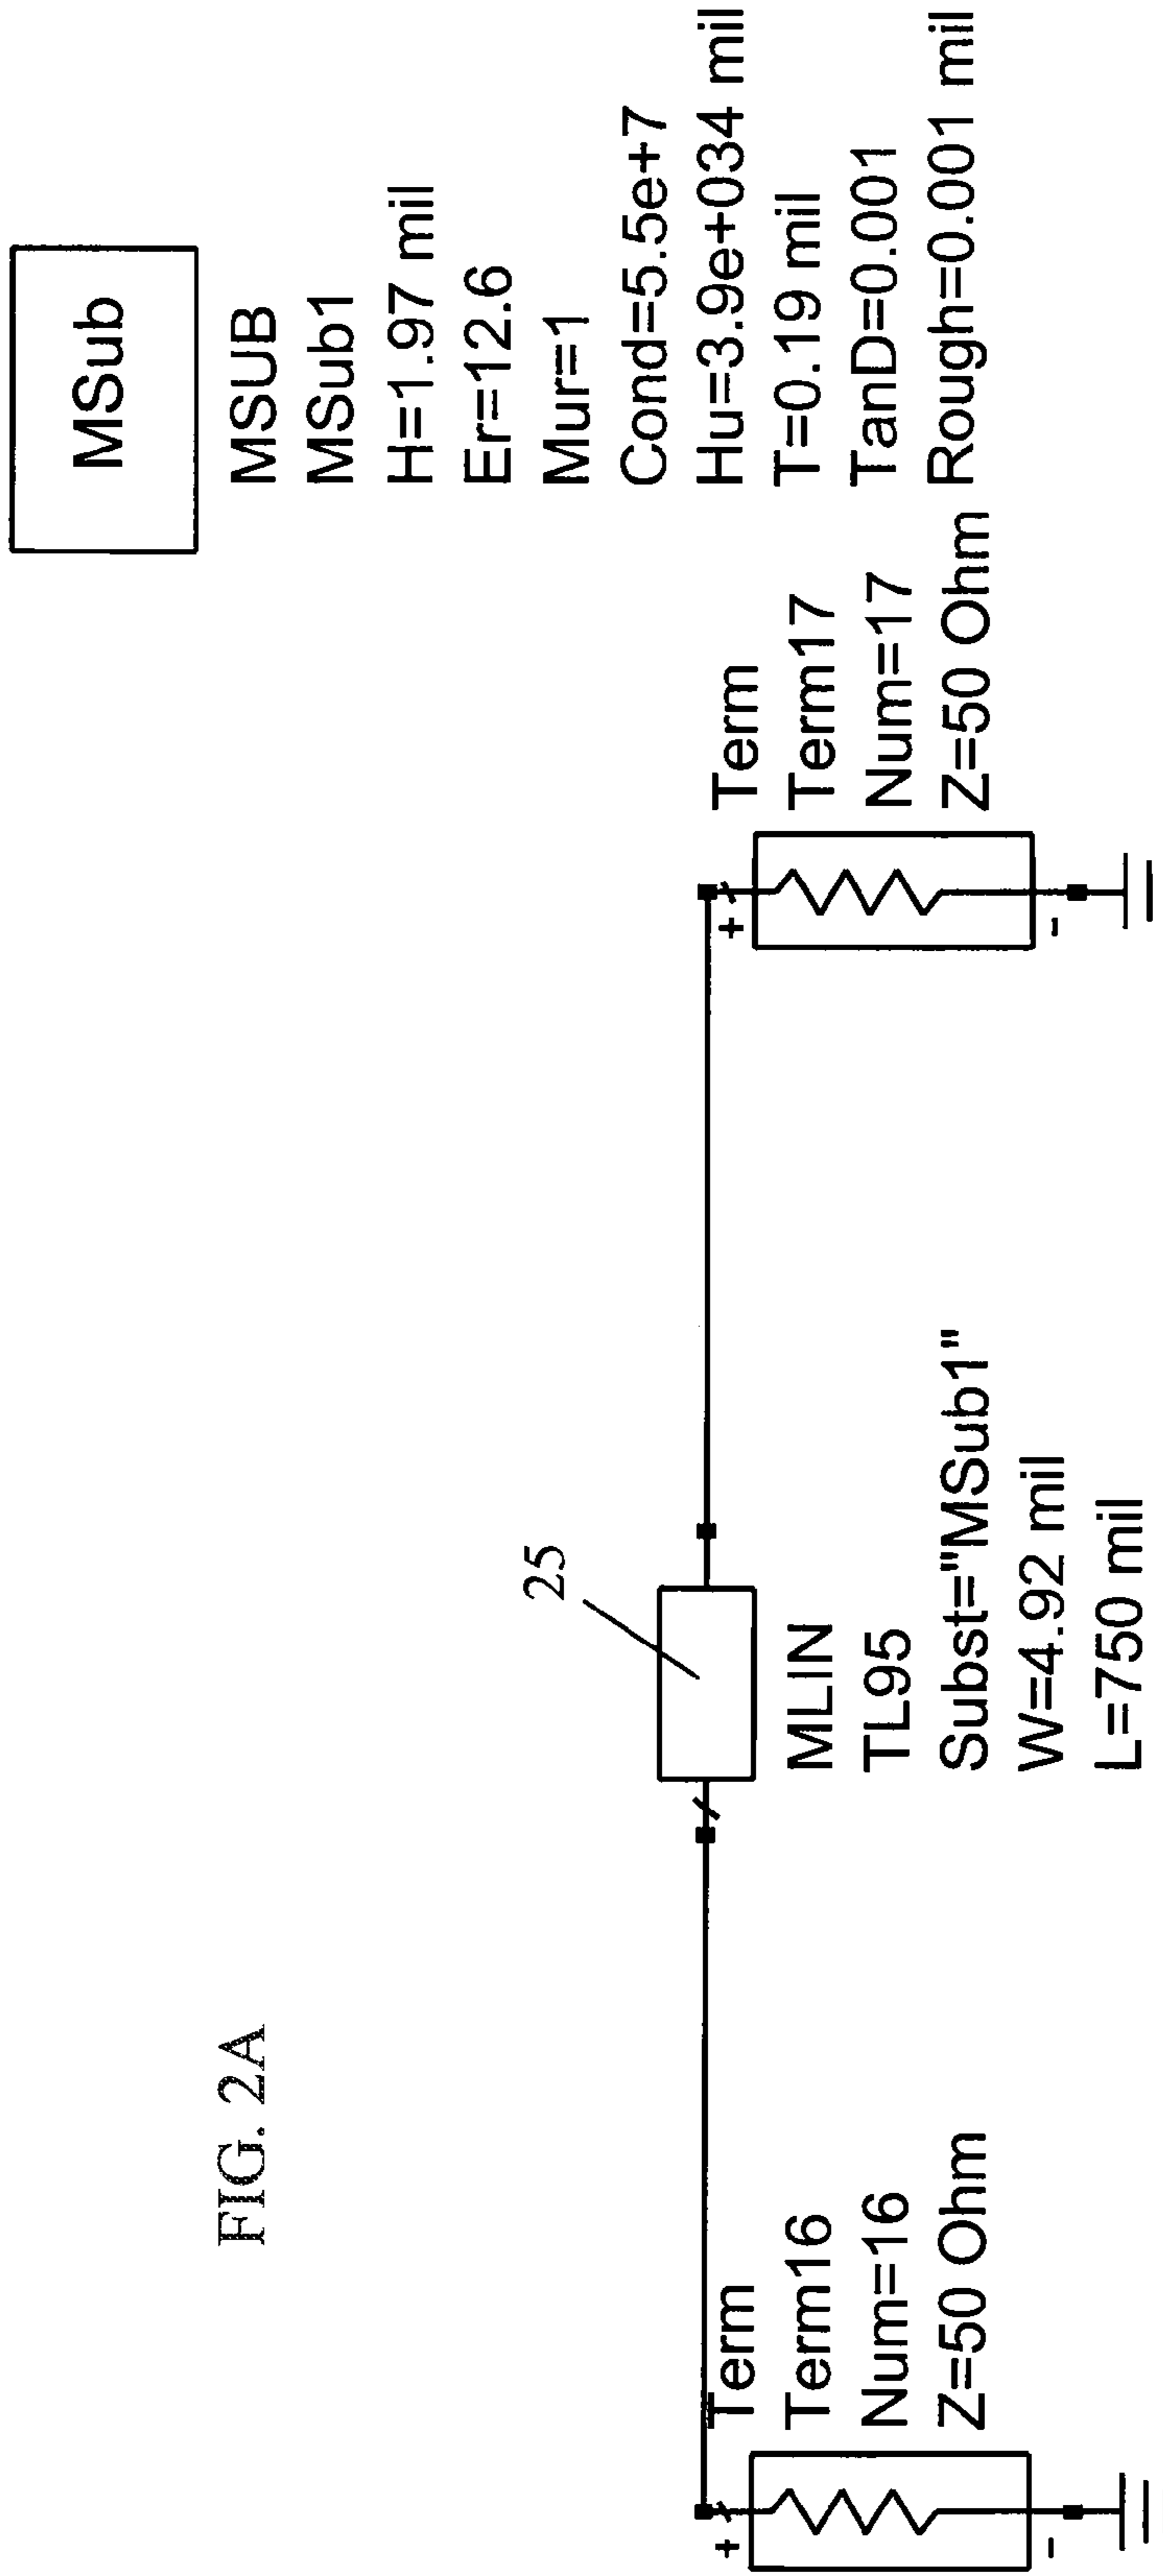 FIG. 2A
MSub
MSUB
MSub1
H=1.97 mil
Er=12.6
Mur=1
Cond=5.5e+7
Hu=3.9e+034 mil
T=0.19 mil
TanD=0.001
Rough=0.001 mil
25
+
Term
Term16
Num=16
Z=50 Ohm
-
MLIN
TL95
Subst="MSub1"
W=4.92 mil
L=750 mil
+
Term
Term17
Num=17
Z=50 Ohm
-